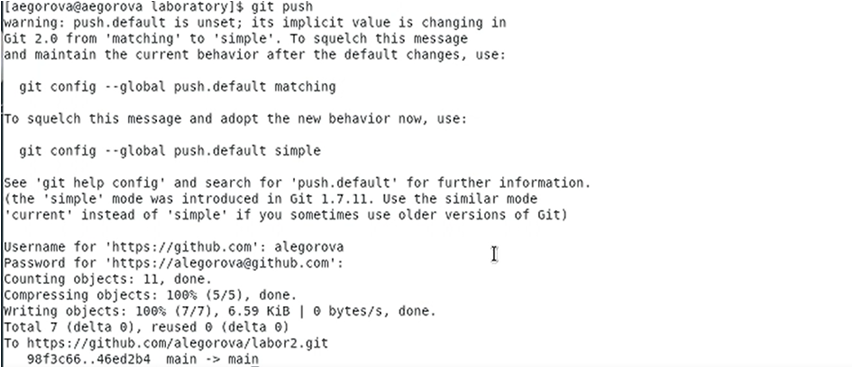 [aegorova@aegorova laboratory]$ git push
warning: push.default is unset; its implicit value is changing in
Git 2.0 from 'matching' to 'simple'. To squelch this message
and maintain the current behavior after the default changes, use:

  git config --global push.default matching

To squelch this message and adopt the new behavior now, use:

  git config --global push.default simple

See 'git help config' and search for 'push.default' for further information.
(the 'simple' mode was introduced in Git 1.7.11. Use the similar mode
'current' instead of 'simple' if you sometimes use older versions of Git)

Username for 'https://github.com': alegorova
Password for 'https://alegorova@github.com':
Counting objects: 11, done.
Compressing objects: 100% (5/5), done.
Writing objects: 100% (7/7), 6.59 KiB | 0 bytes/s, done.
Total 7 (delta 0), reused 0 (delta 0)
To https://github.com/alegorova/labor2.git
   98f3c66..46ed2b4  main -> main